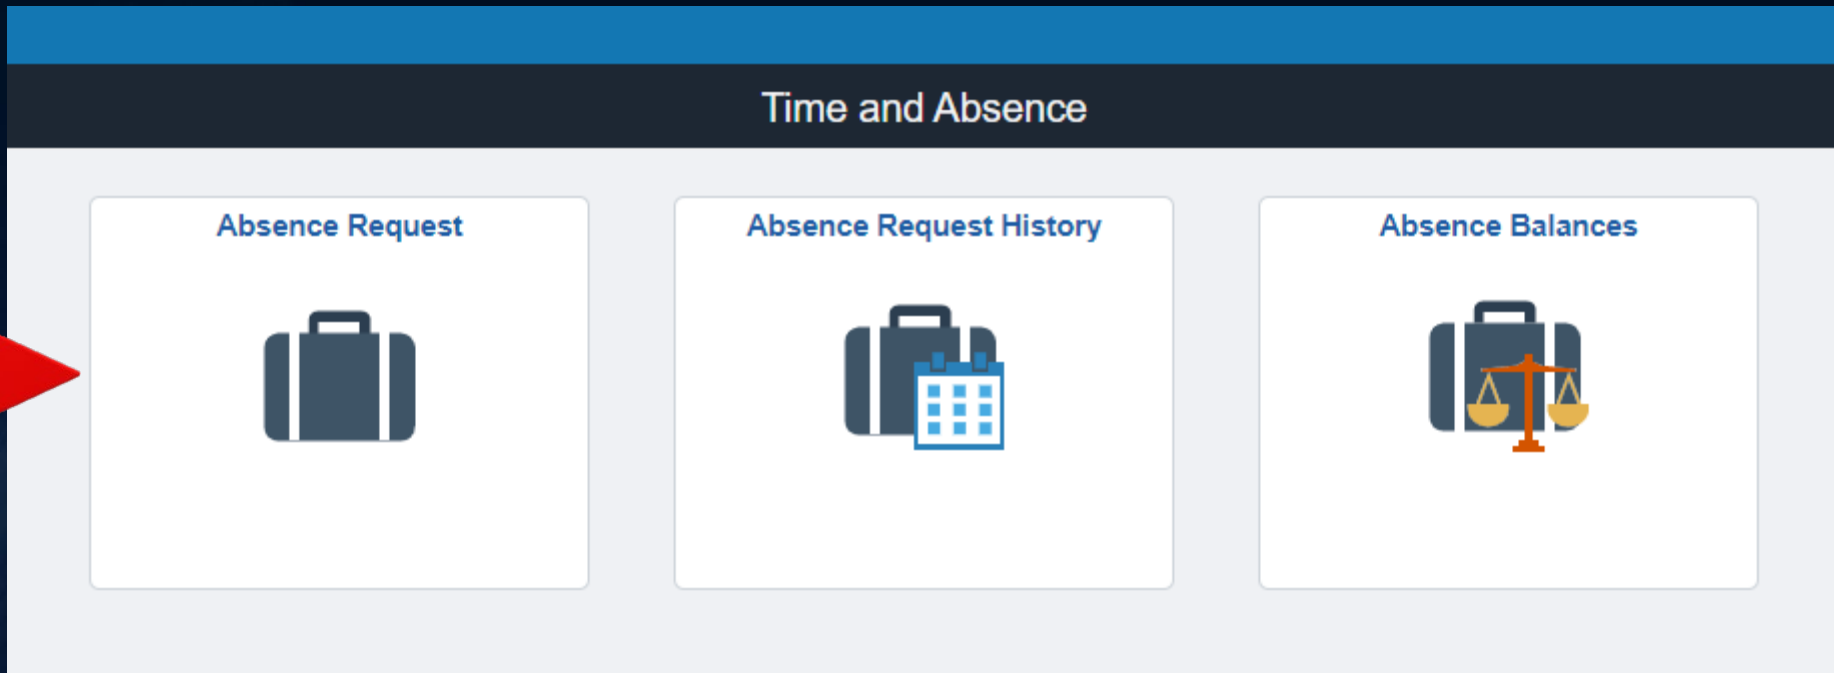 Time and Absence
Absence Request
Absence Request History
Absence Balances